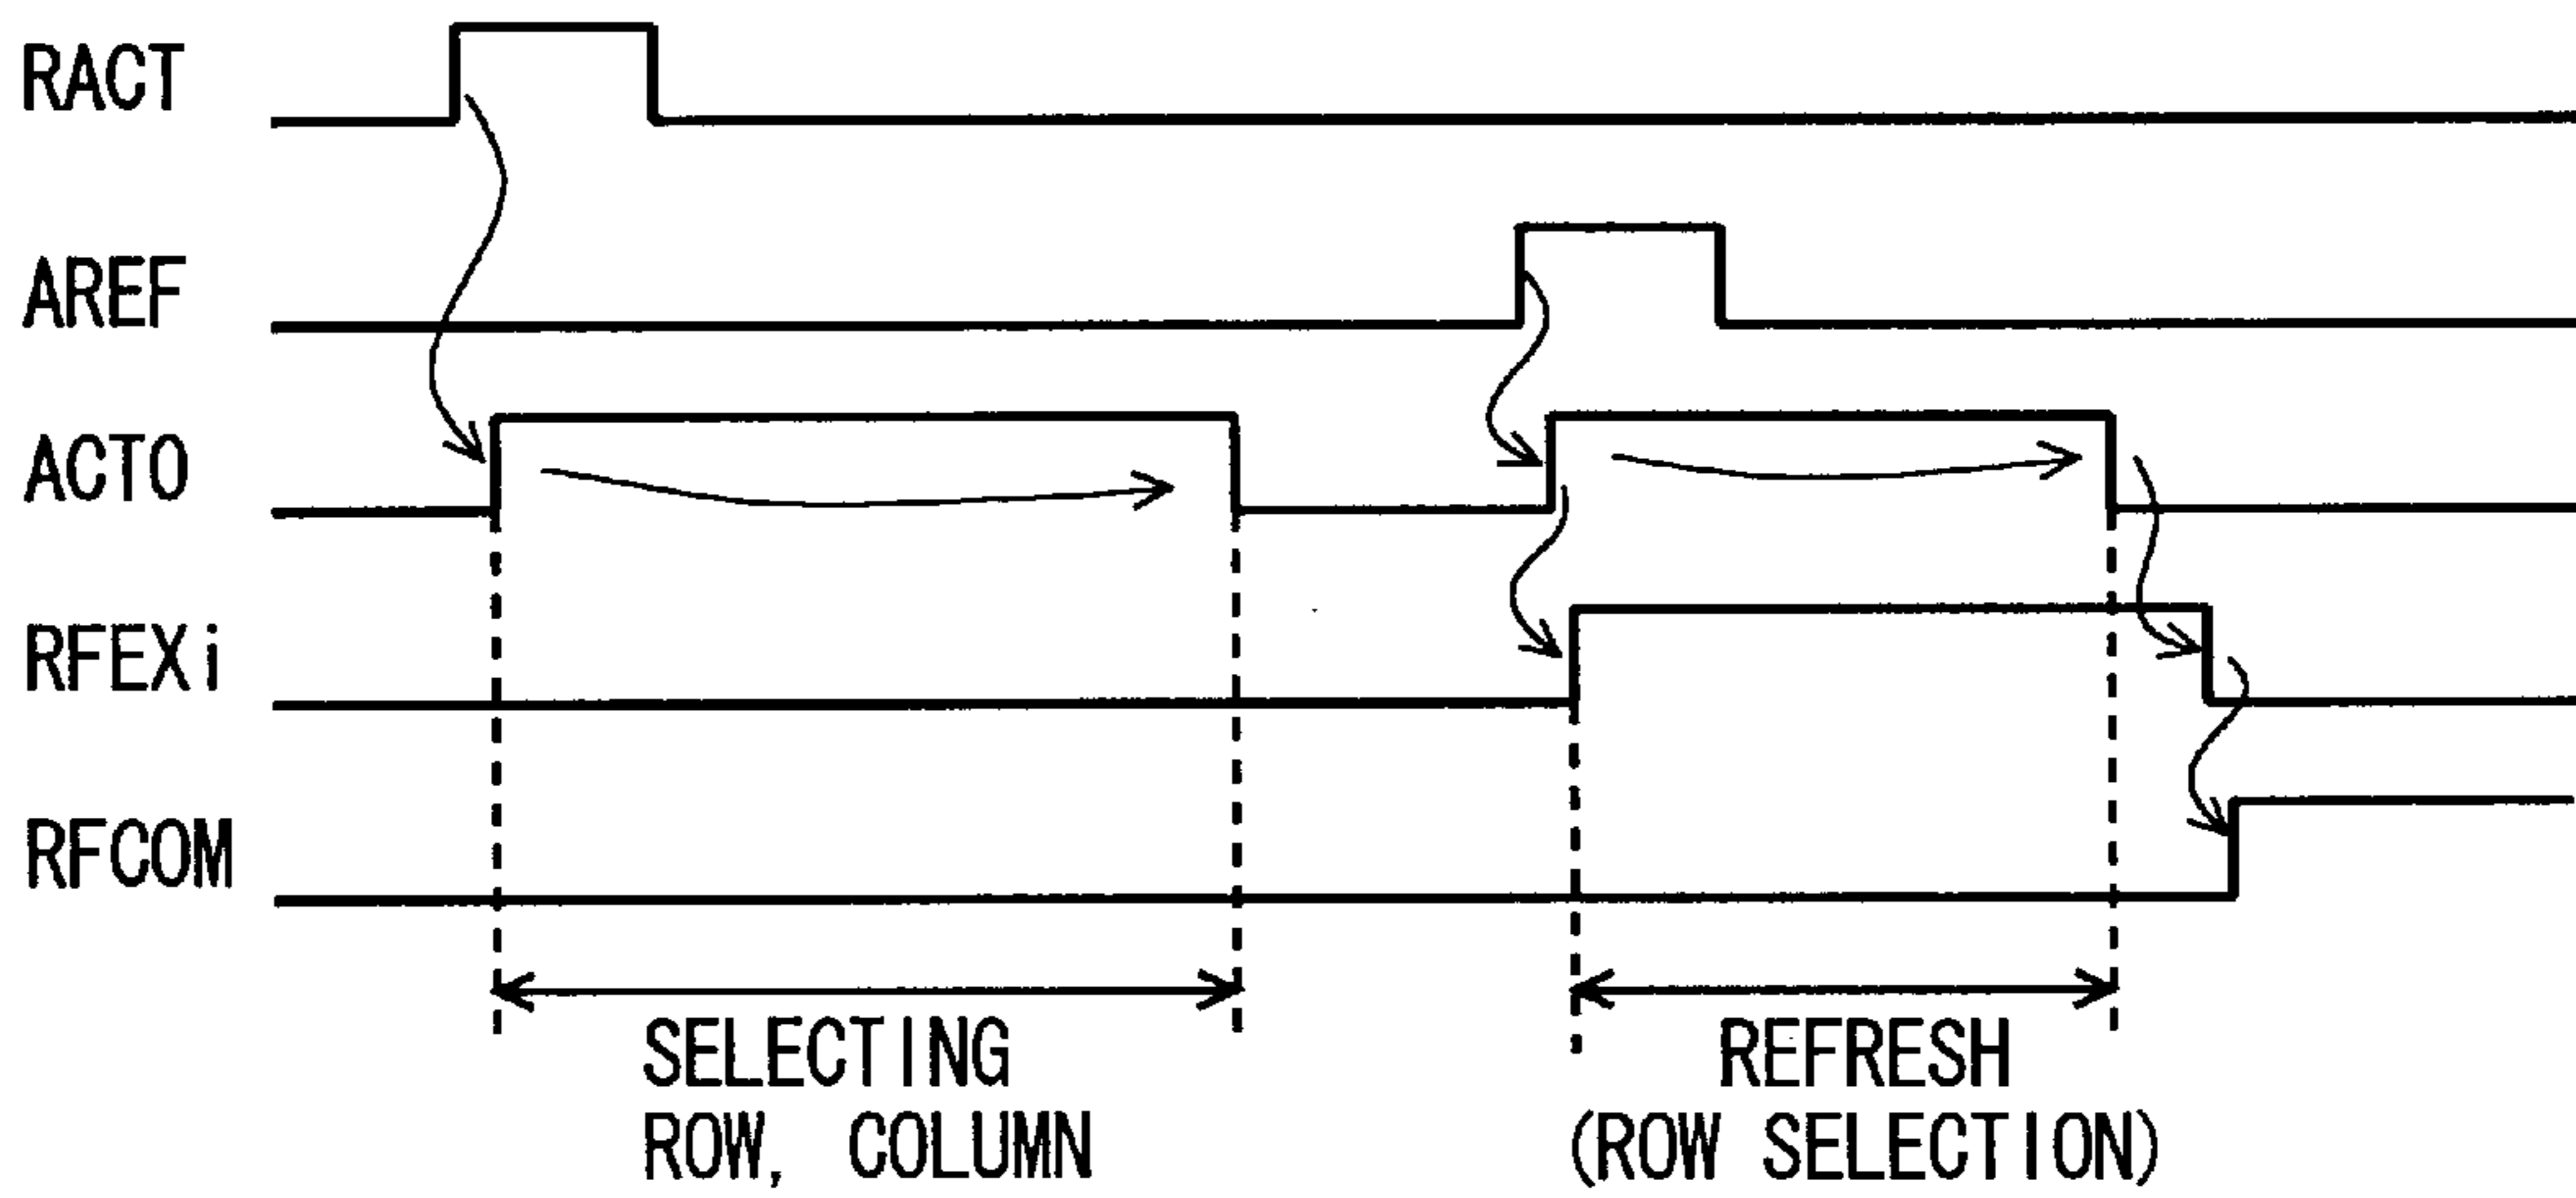 RACT
AREF
ACTO
RFEXi
RFCOM
SELECTING
ROW, COLUMN
REFRESH
(ROW SELECTION)